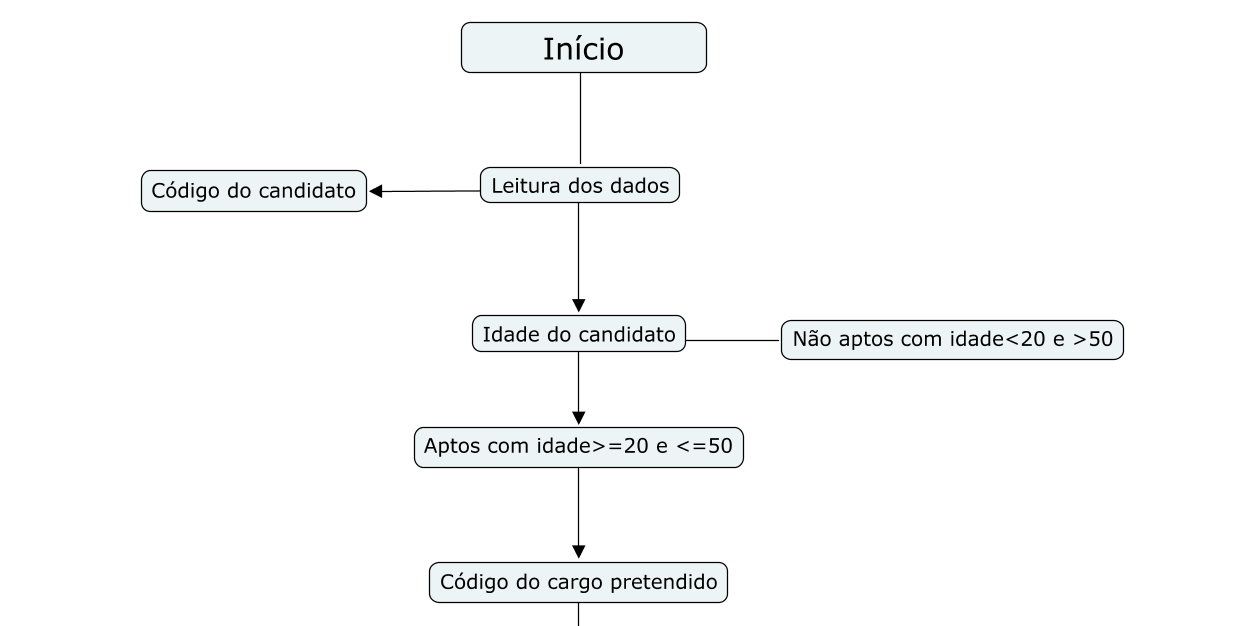 Início
Código do candidato
Leitura dos dados
Idade do candidato
Não aptos com idade<20 e >50
Aptos com idade>=20 e <=50
Código do cargo pretendido